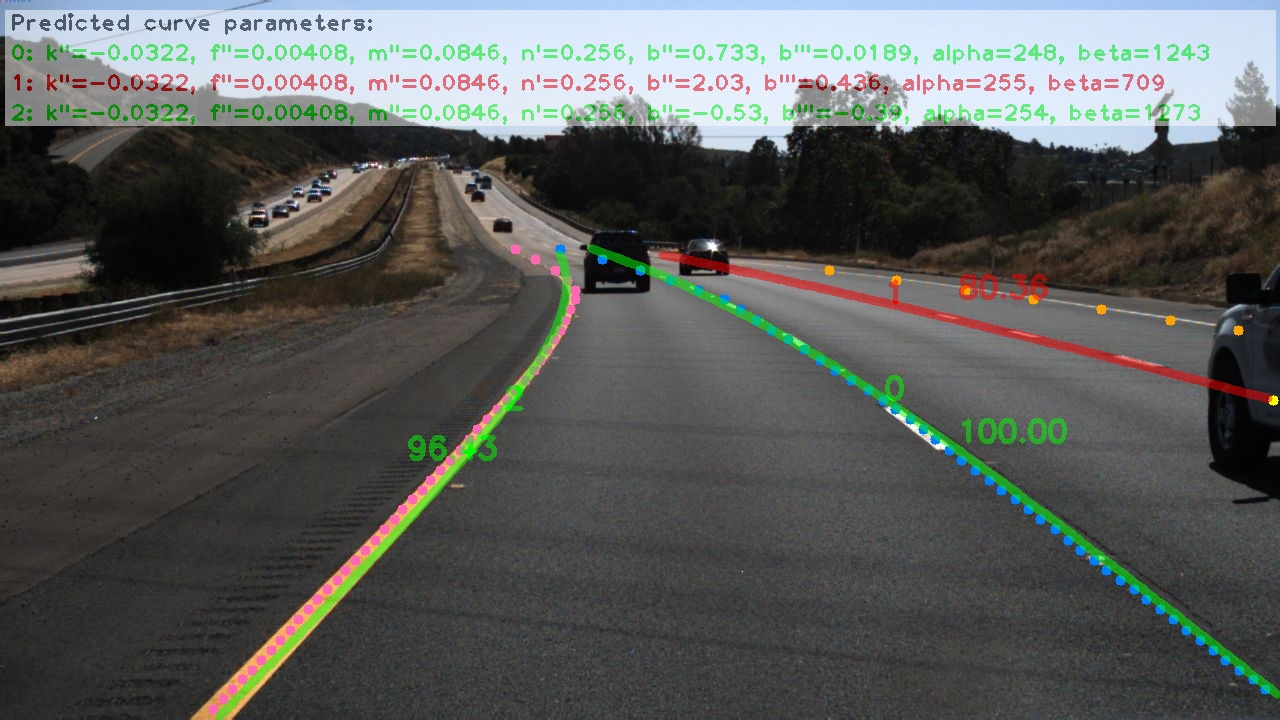 Predicted curve parameters:
0: k''=-0.0322, f''=0.00408, m''=0.0846, n'=0.256, b''=0.733, b'''=0.0189, alpha=248, beta=1243
1: k''=-0.0322, f''=0.00408, m''=0.0846, n'=0.256, b''=2.03, b'''=0.436, alpha=255, beta=709
2: k''=-0.0322, f''=0.00408, m''=0.0846, n'=0.256, b''=-0.53, b'''=-0.39, alpha=254, beta=1273
1 80.36
0
2
100.00
96.43